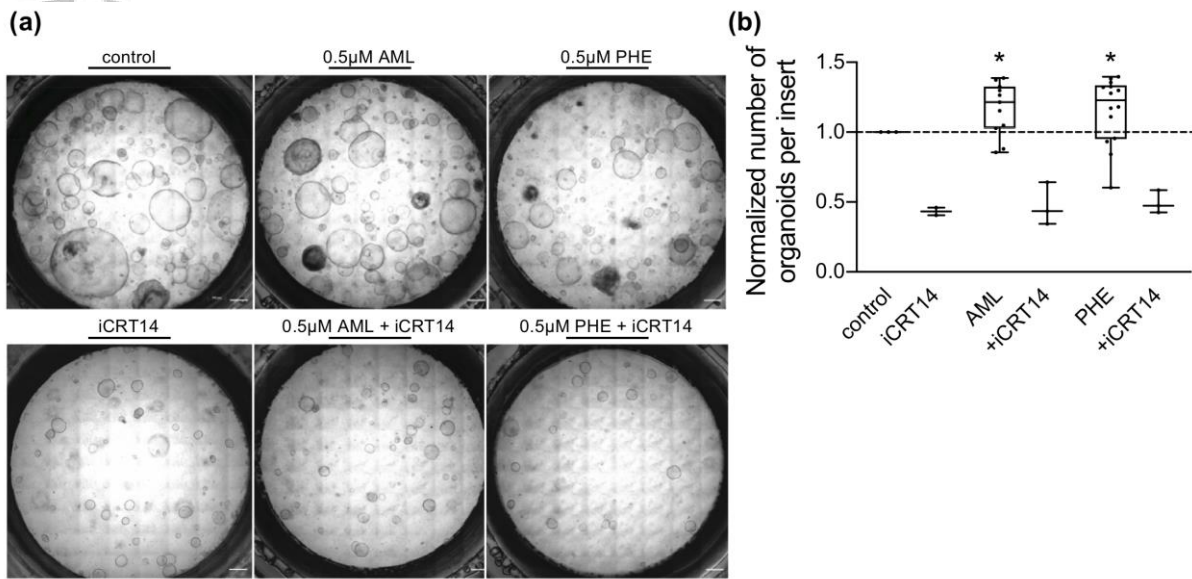 (a)
control
0.5µM AML
0.5µM PHE
iCRT14
0.5µM AML + iCRT14
0.5µM PHE + iCRT14
(b)
Normalized number of
organoids per insert
1.5
1.0
0.5
0.0
*
*
control
iCRT14
AML
+iCRT14
PHE
+iCRT14